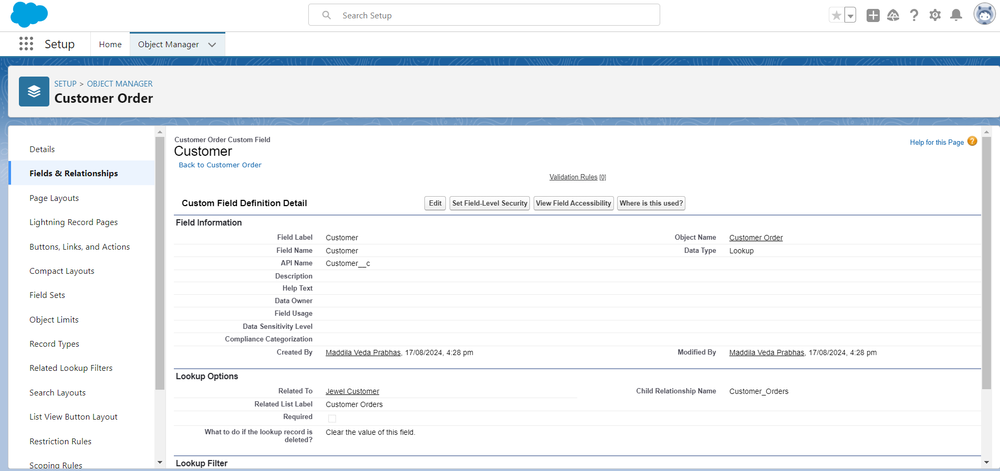 Search Setup
Setup
Home
Object Manager
SETUP > OBJECT MANAGER
Customer Order
Details
Fields & Relationships
Page Layouts
Lightning Record Pages
Buttons, Links, and Actions
Compact Layouts
Field Sets
Object Limits
Record Types
Related Lookup Filters
Search Layouts
List View Button Layout
Restriction Rules
Scoping Rules
Customer Order Custom Field
Customer
Help for this Page ?
Back to Customer Order
Validation Rules [0]
Custom Field Definition Detail
Edit
Set Field-Level Security
View Field Accessibility
Where is this used?
Field Information
Field Label Customer Object Name Customer Order
Field Name Customer Data Type Lookup
API Name Customer__c
Description
Help Text
Data Owner
Field Usage
Data Sensitivity Level
Compliance Categorization
Created By Maddila Veda Prabhas, 17/08/2024, 4:28 pm Modified By Maddila Veda Prabhas, 17/08/2024, 4:28 pm
Lookup Options
Related To Jewel Customer Child Relationship Name Customer_Orders
Related List Label Customer Orders
Required
What to do if the lookup record is Clear the value of this field.
deleted?
Lookup Filter